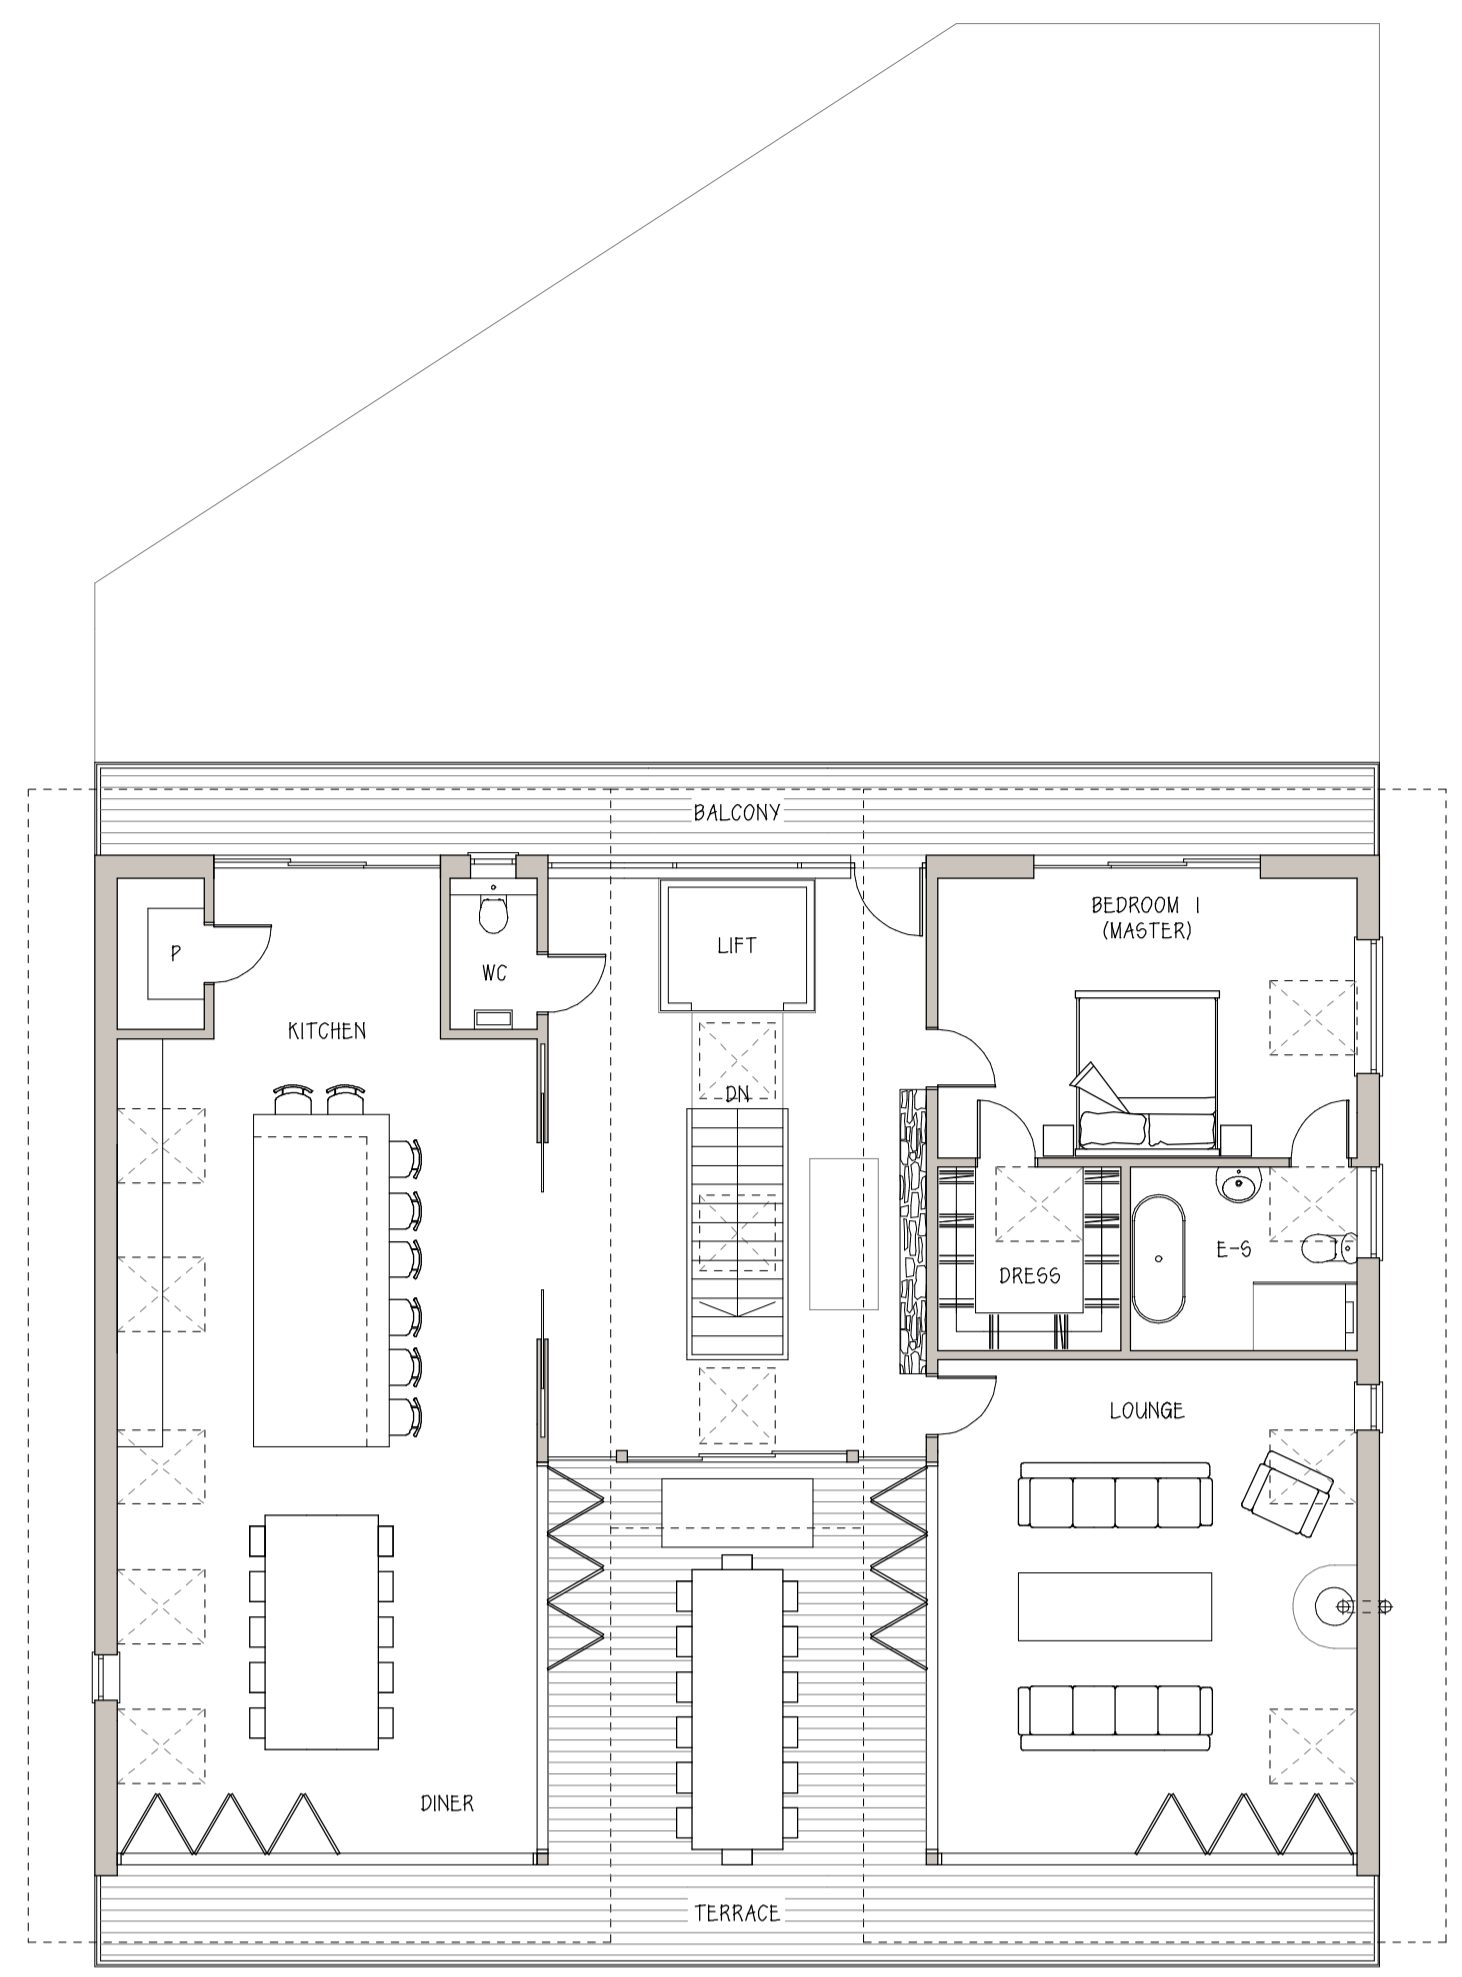 BALCONY
BEDROOM 1
(MASTER)
LIFT
P
WC
KITCHEN
DN
E-S
DRESS
LOUNGE
DINER
TERRACE